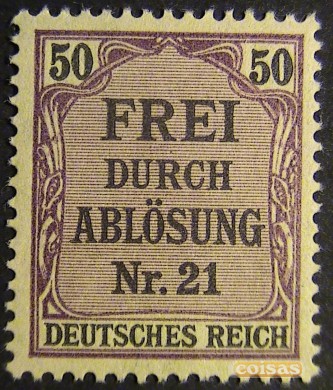 50 50
FREI
DURCH
ABLÖSUNG
Nr. 21
DEUTSCHES REICH
coisas